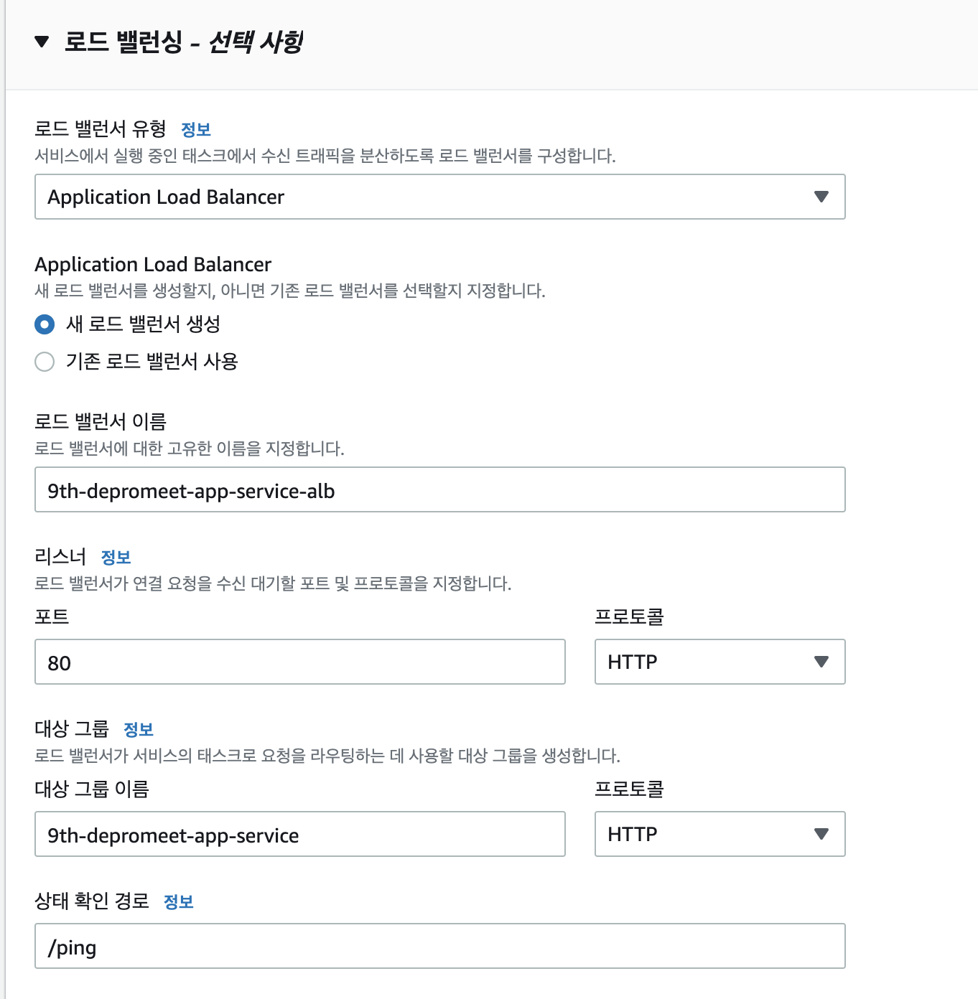 로드 밸런싱 - 선택 사항
로드 밸런서 유형 정보
서비스에서 실행 중인 태스크에서 수신 트래픽을 분산하도록 로드 밸런서를 구성합니다.
Application Load Balancer
Application Load Balancer
새 로드 밸런서를 생성할지, 아니면 기존 로드 밸런서를 선택할지 지정합니다.
새 로드 밸런서 생성
기존 로드 밸런서 사용
로드 밸런서 이름
로드 밸런서에 대한 고유한 이름을 지정합니다.
9th-depromeet-app-service-alb
리스너 정보
로드 밸런서가 연결 요청을 수신 대기할 포트 및 프로토콜을 지정합니다.
포트 프로토콜
80 HTTP
대상 그룹 정보
로드 밸런서가 서비스의 태스크로 요청을 라우팅하는 데 사용할 대상 그룹을 생성합니다.
대상 그룹 이름 프로토콜
9th-depromeet-app-service HTTP
상태 확인 경로 정보
/ping